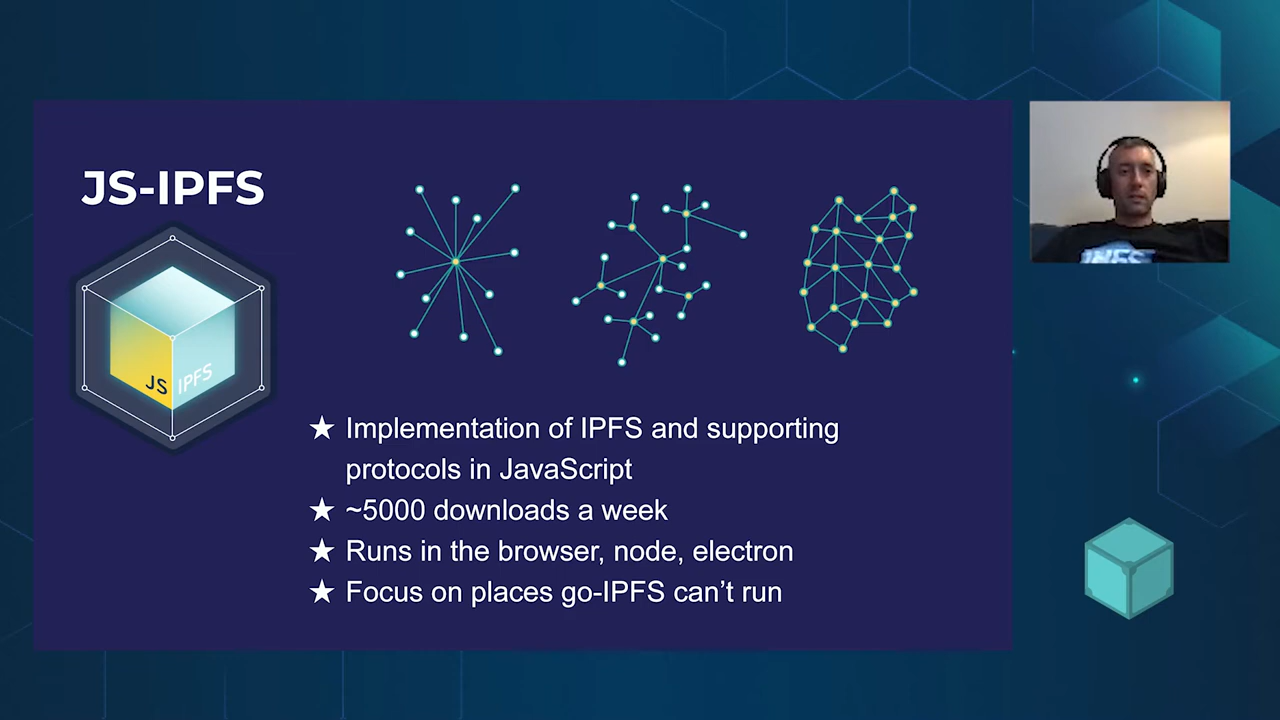 JS-IPFS
JS IPFS
★ Implementation of IPFS and supporting
protocols in JavaScript
★ ~5000 downloads a week
★ Runs in the browser, node, electron
★ Focus on places go-IPFS can’t run